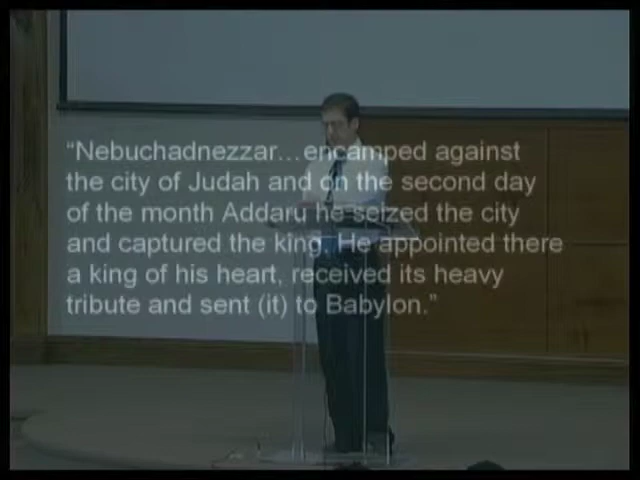 “Nebuchadnezzar…encamped against
the city of Judah and on the second day
of the month Addaru he seized the city
and captured the king. He appointed there
a king of his heart, received its heavy
tribute and sent (it) to Babylon.”